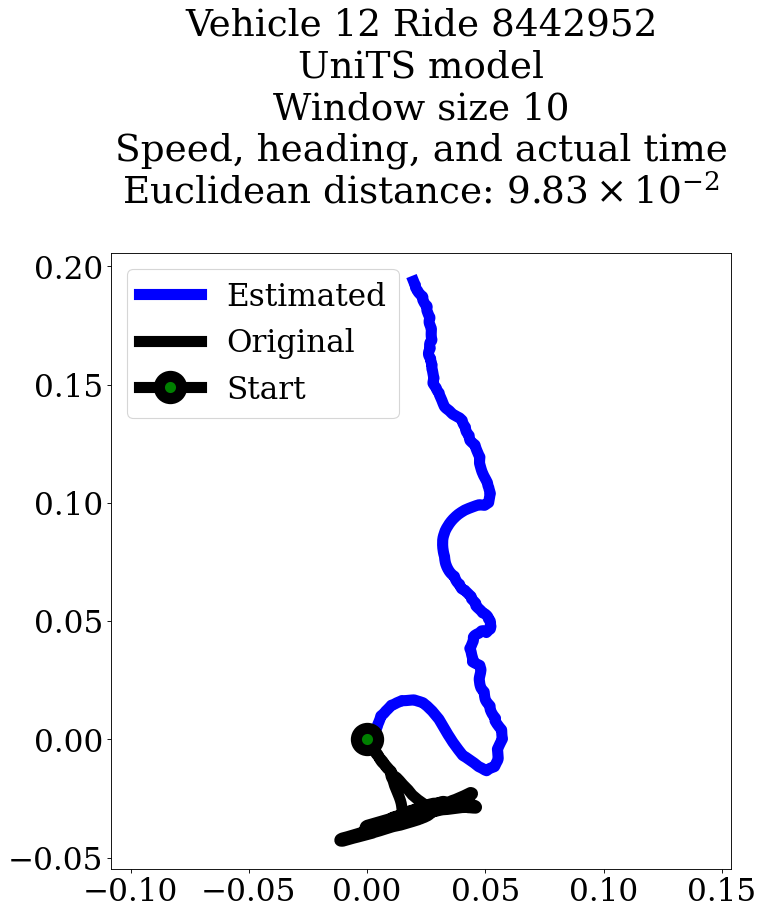 Vehicle 12 Ride 8442952
UniTS model
Window size 10
Speed, heading, and actual time
Euclidean distance: 9.83 × 10⁻²
Estimated
Original
Start
0.20
0.15
0.10
0.05
0.00
−0.05
−0.10 −0.05 0.00 0.05 0.10 0.15